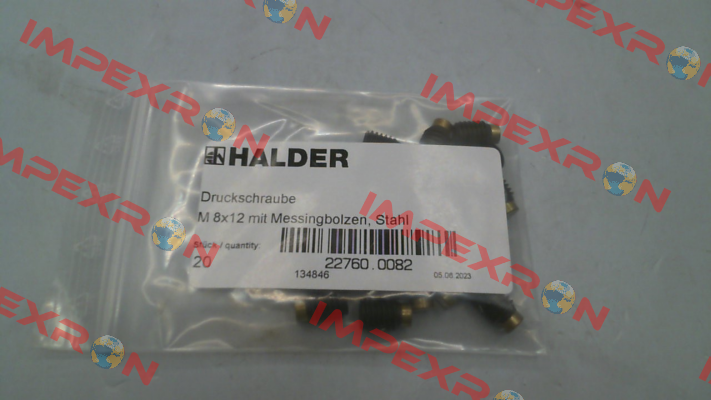 HALDER
Druckschraube
M 8x12 mit Messingbolzen, Stahl
Stück / quantity:
20
22760.0082
134846
05.06.2023
IMPEXRON
IMPEXRON
IMPEXRON
IMPEXRON
IMPEXRON
IMPEXRON
IMPEXRON